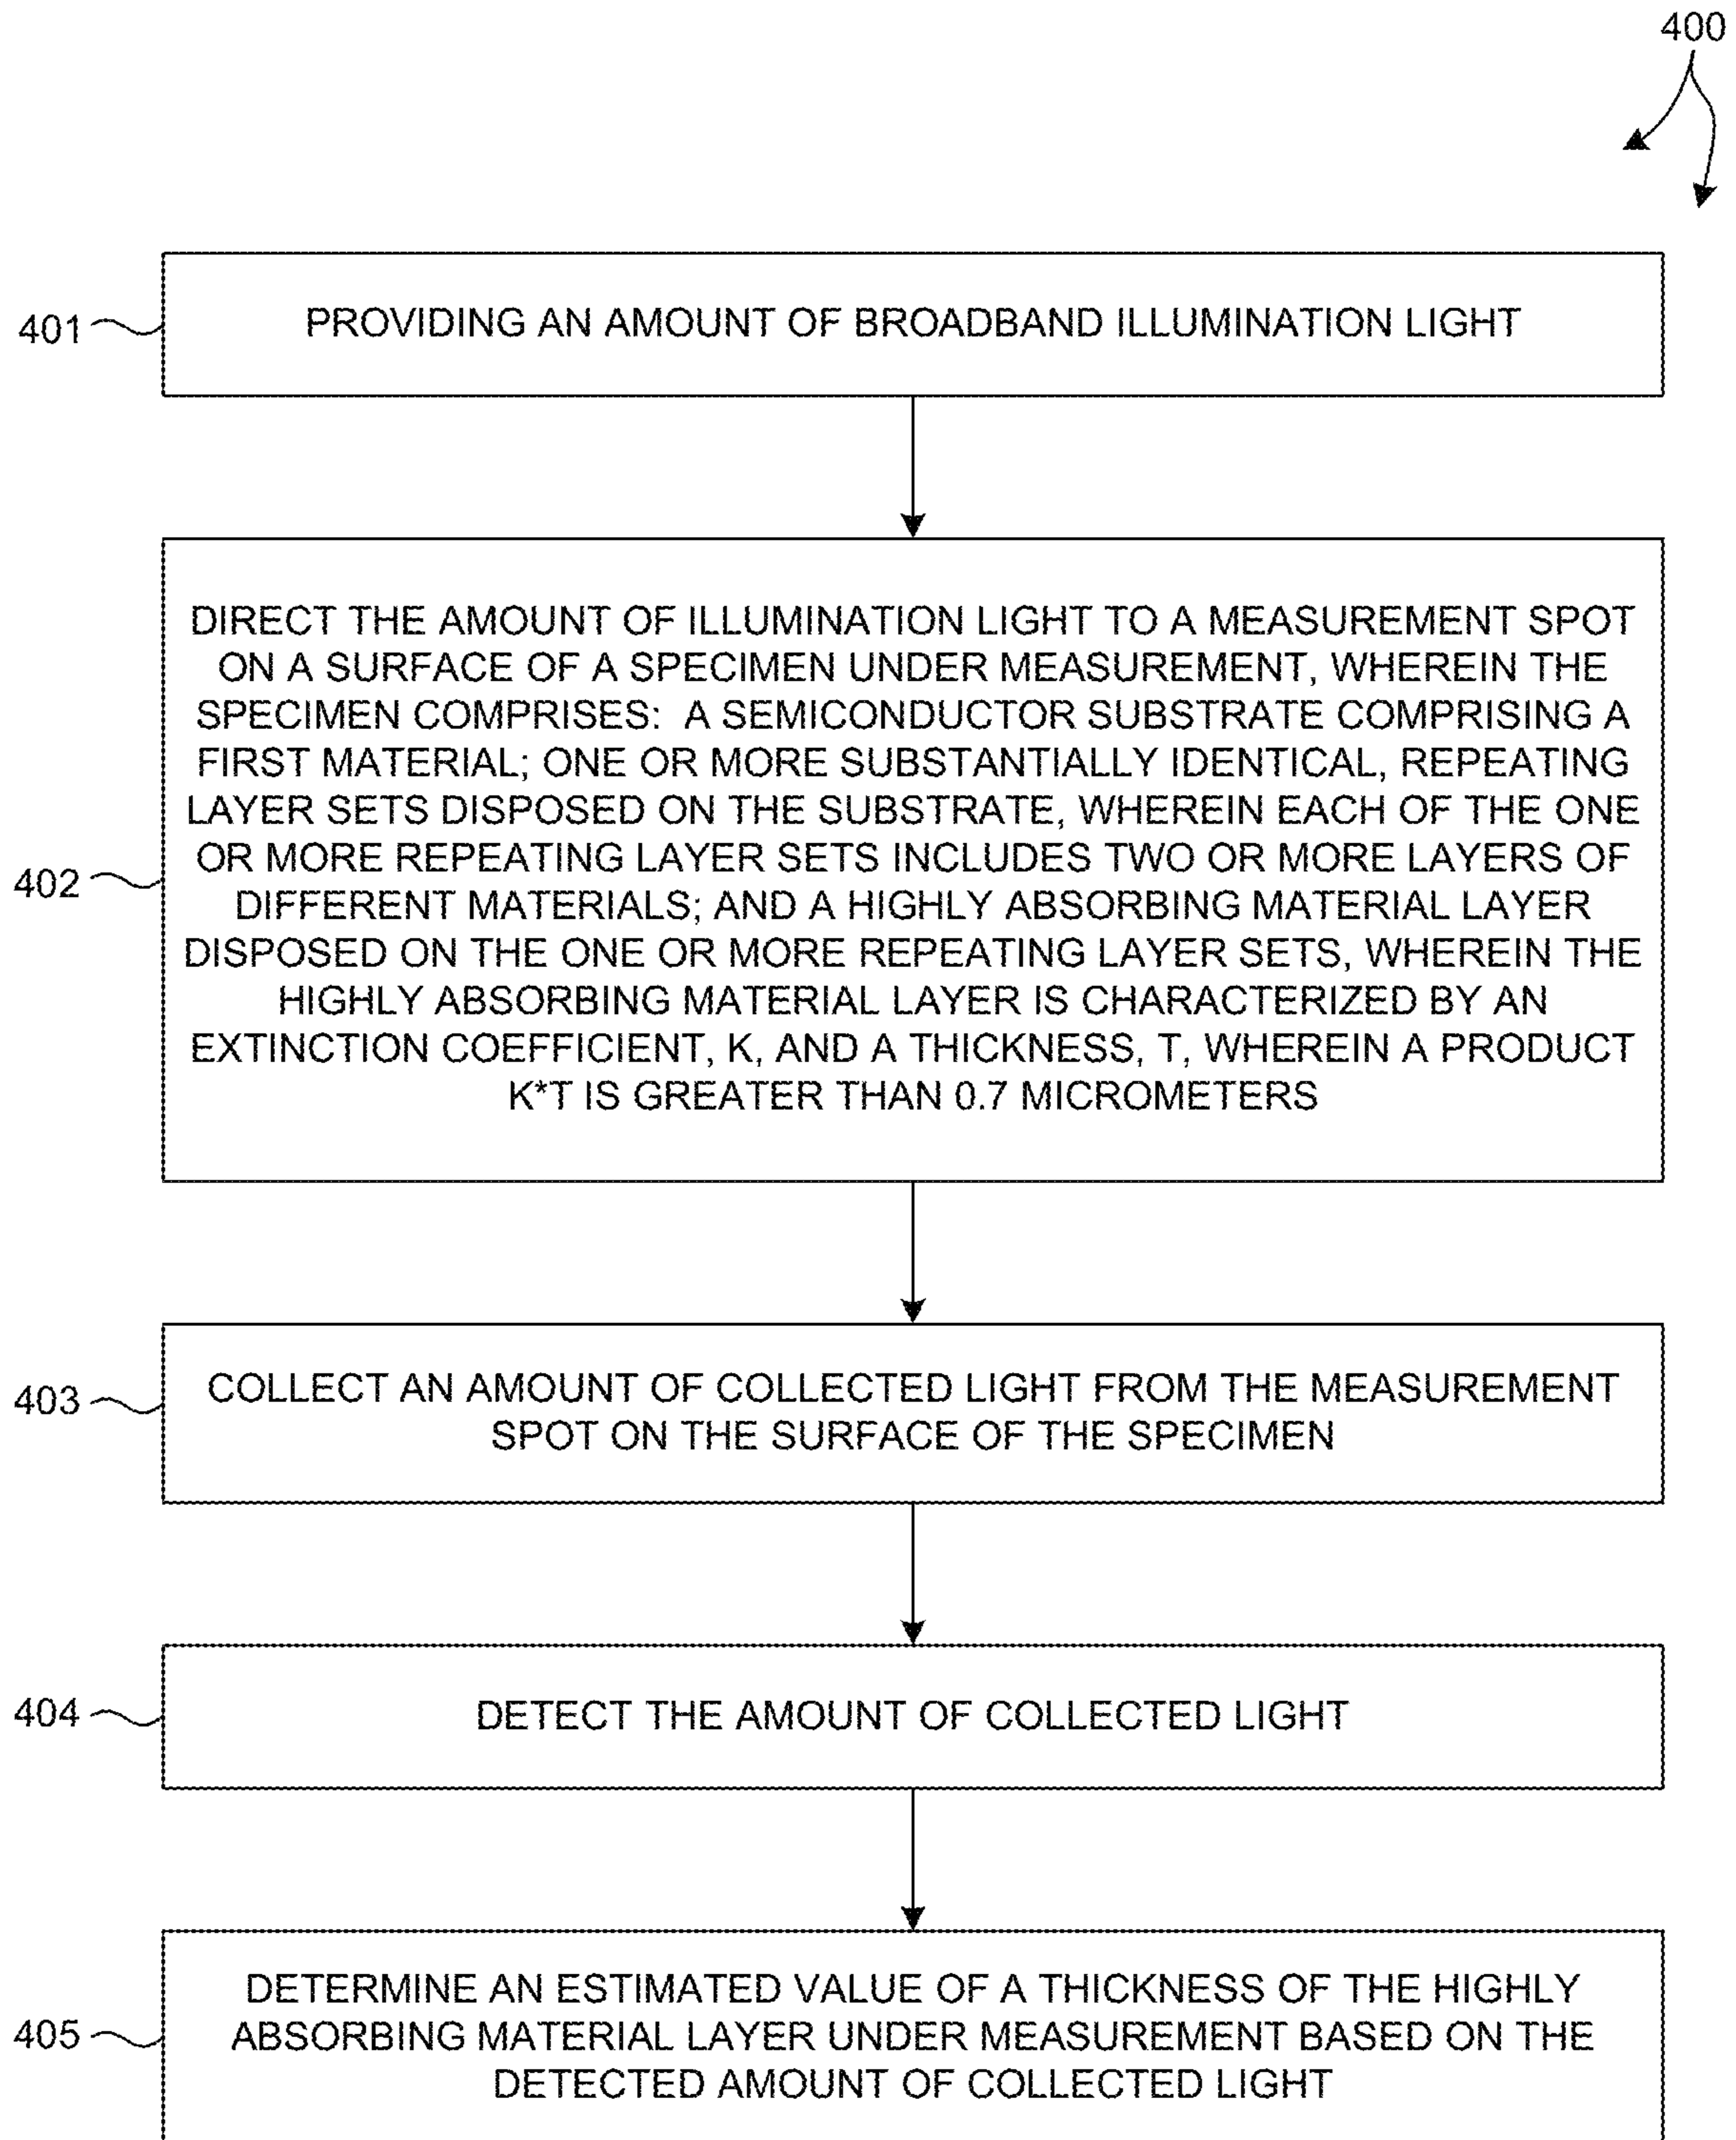 400
401
PROVIDING AN AMOUNT OF BROADBAND ILLUMINATION LIGHT
402
DIRECT THE AMOUNT OF ILLUMINATION LIGHT TO A MEASUREMENT SPOT
ON A SURFACE OF A SPECIMEN UNDER MEASUREMENT, WHEREIN THE
SPECIMEN COMPRISES: A SEMICONDUCTOR SUBSTRATE COMPRISING A
FIRST MATERIAL; ONE OR MORE SUBSTANTIALLY IDENTICAL, REPEATING
LAYER SETS DISPOSED ON THE SUBSTRATE, WHEREIN EACH OF THE ONE
OR MORE REPEATING LAYER SETS INCLUDES TWO OR MORE LAYERS OF
DIFFERENT MATERIALS; AND A HIGHLY ABSORBING MATERIAL LAYER
DISPOSED ON THE ONE OR MORE REPEATING LAYER SETS, WHEREIN THE
HIGHLY ABSORBING MATERIAL LAYER IS CHARACTERIZED BY AN
EXTINCTION COEFFICIENT, K, AND A THICKNESS, T, WHEREIN A PRODUCT
K*T IS GREATER THAN 0.7 MICROMETERS
403
COLLECT AN AMOUNT OF COLLECTED LIGHT FROM THE MEASUREMENT
SPOT ON THE SURFACE OF THE SPECIMEN
404
DETECT THE AMOUNT OF COLLECTED LIGHT
405
DETERMINE AN ESTIMATED VALUE OF A THICKNESS OF THE HIGHLY
ABSORBING MATERIAL LAYER UNDER MEASUREMENT BASED ON THE
DETECTED AMOUNT OF COLLECTED LIGHT